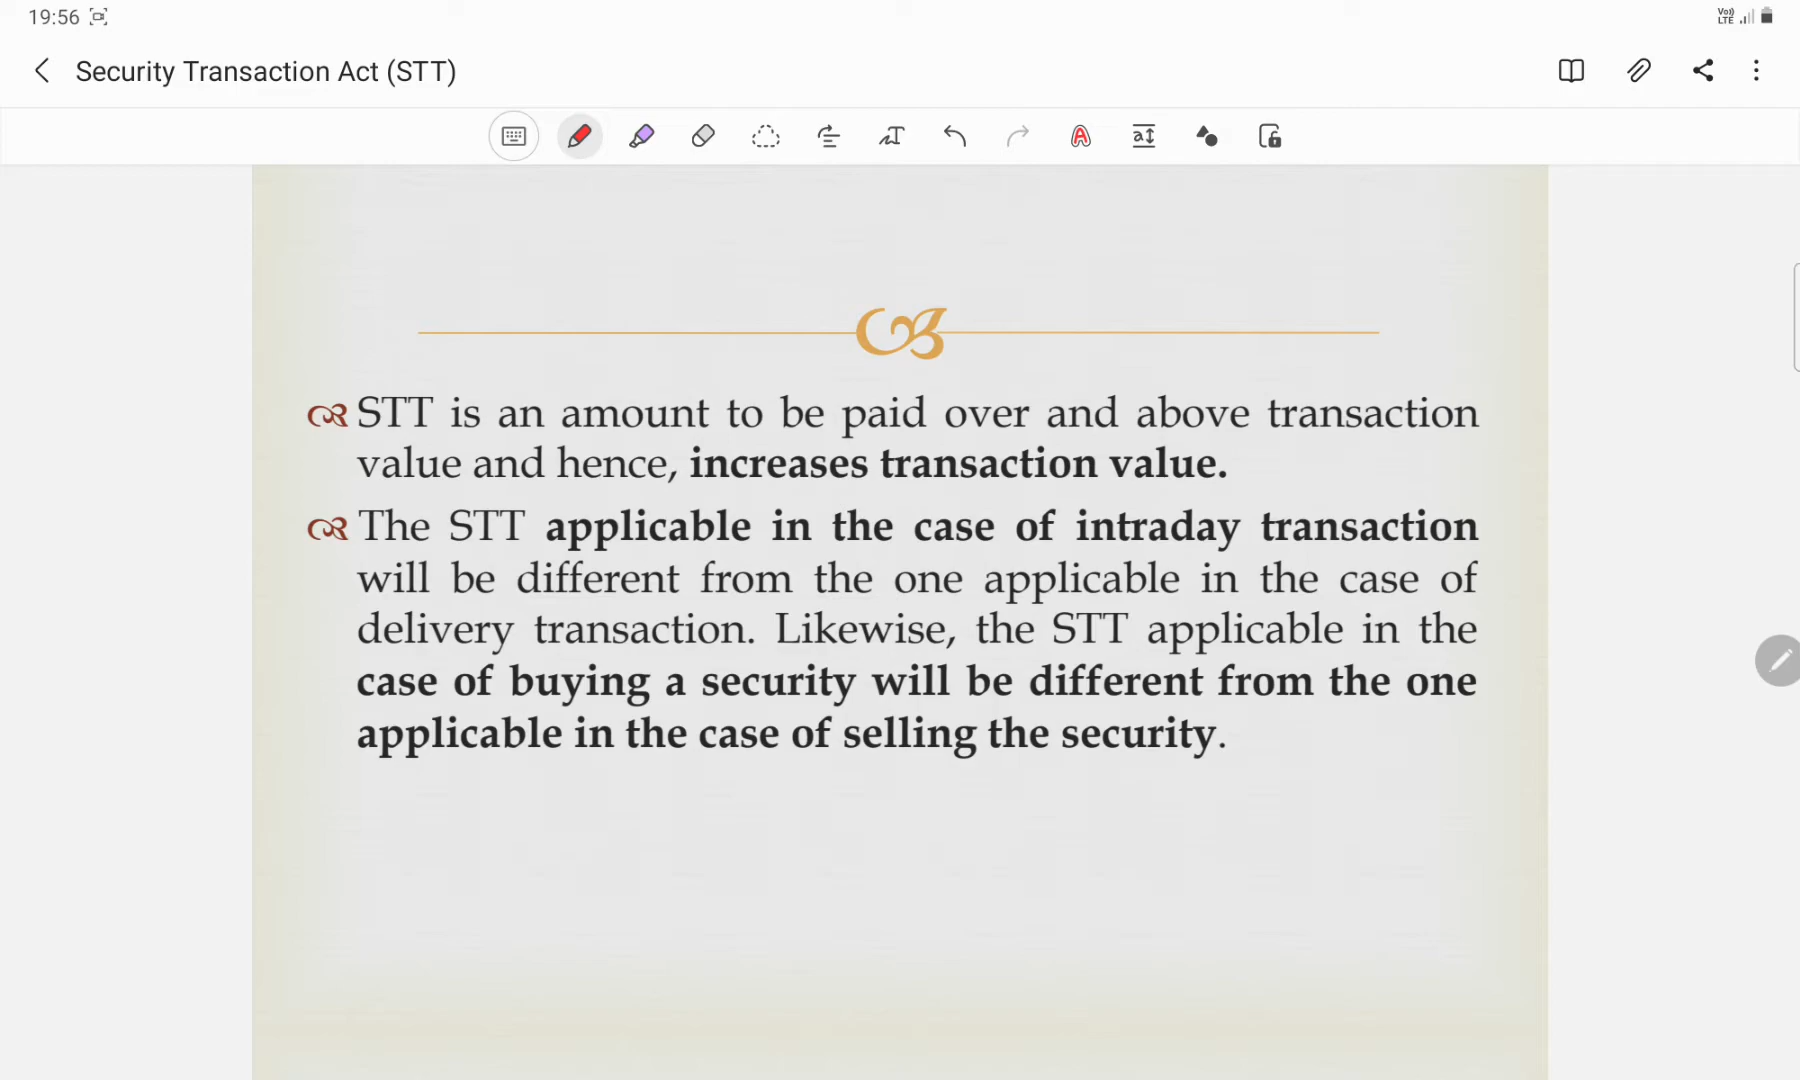 19:56
Vo)) LTE
Security Transaction Act (STT)
STT is an amount to be paid over and above transaction
value and hence, increases transaction value.
The STT applicable in the case of intraday transaction
will be different from the one applicable in the case of
delivery transaction. Likewise, the STT applicable in the
case of buying a security will be different from the one
applicable in the case of selling the security.